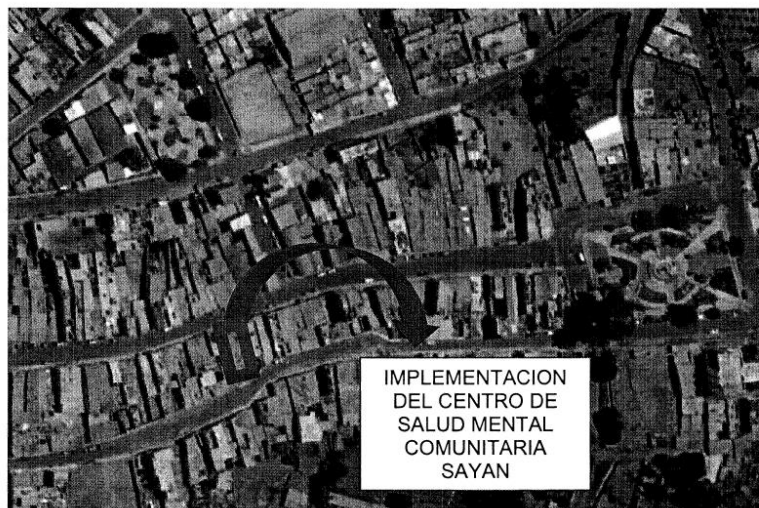 IMPLEMENTACION
DEL CENTRO DE
SALUD MENTAL
COMUNITARIA
SAYAN